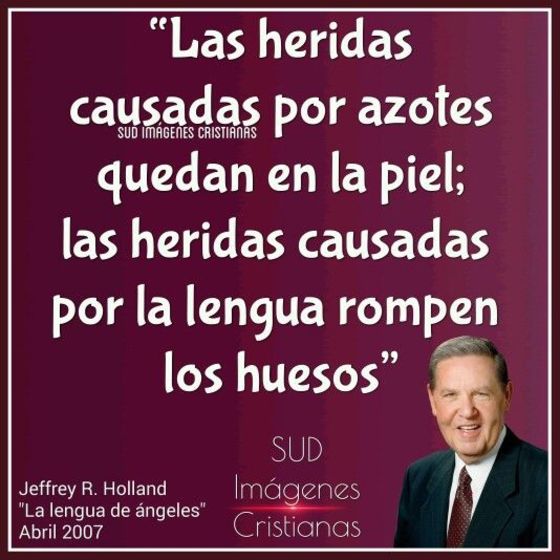 “Las heridas
causadas por azotes
SUD IMÁGENES CRISTIANAS
quedan en la piel;
las heridas causadas
por la lengua rompen
los huesos”
SUD
Imágenes
Cristianas
Jeffrey R. Holland
"La lengua de ángeles"
Abril 2007